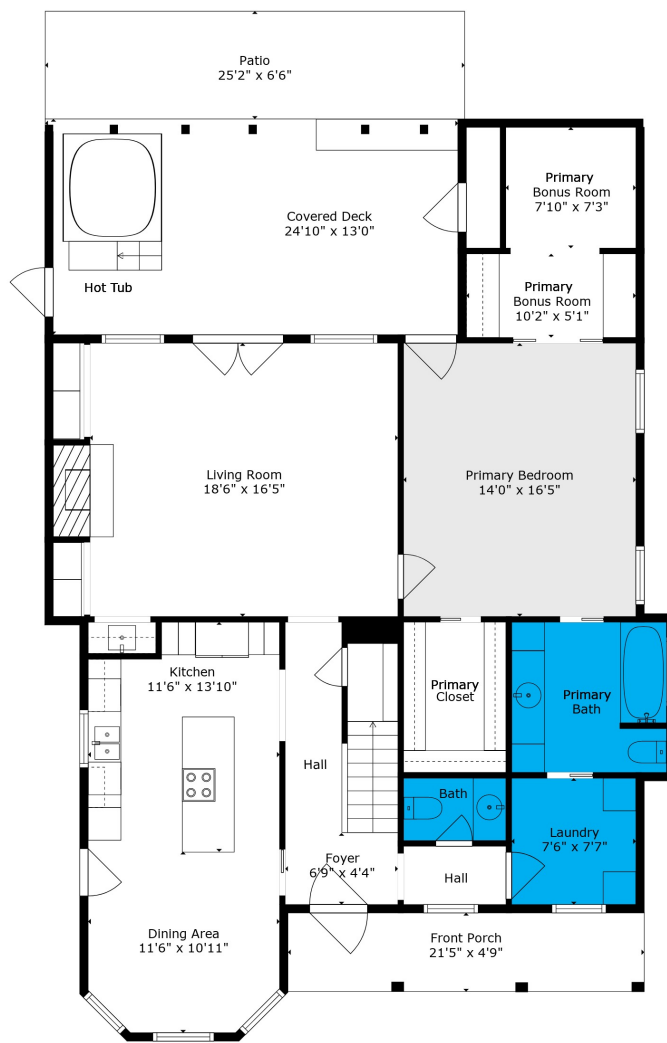 Patio
25'2" x 6'6"
Primary
Bonus Room
7'10" x 7'3"
Covered Deck
24'10" x 13'0"
Hot Tub
Primary
Bonus Room
10'2" x 5'1"
Living Room
18'6" x 16'5"
Primary Bedroom
14'0" x 16'5"
Kitchen
11'6" x 13'10"
Primary
Closet
Primary
Bath
Hall
Bath
Laundry
7'6" x 7'7"
Foyer
6'9" x 4'4"
Hall
Dining Area
11'6" x 10'11"
Front Porch
21'5" x 4'9"